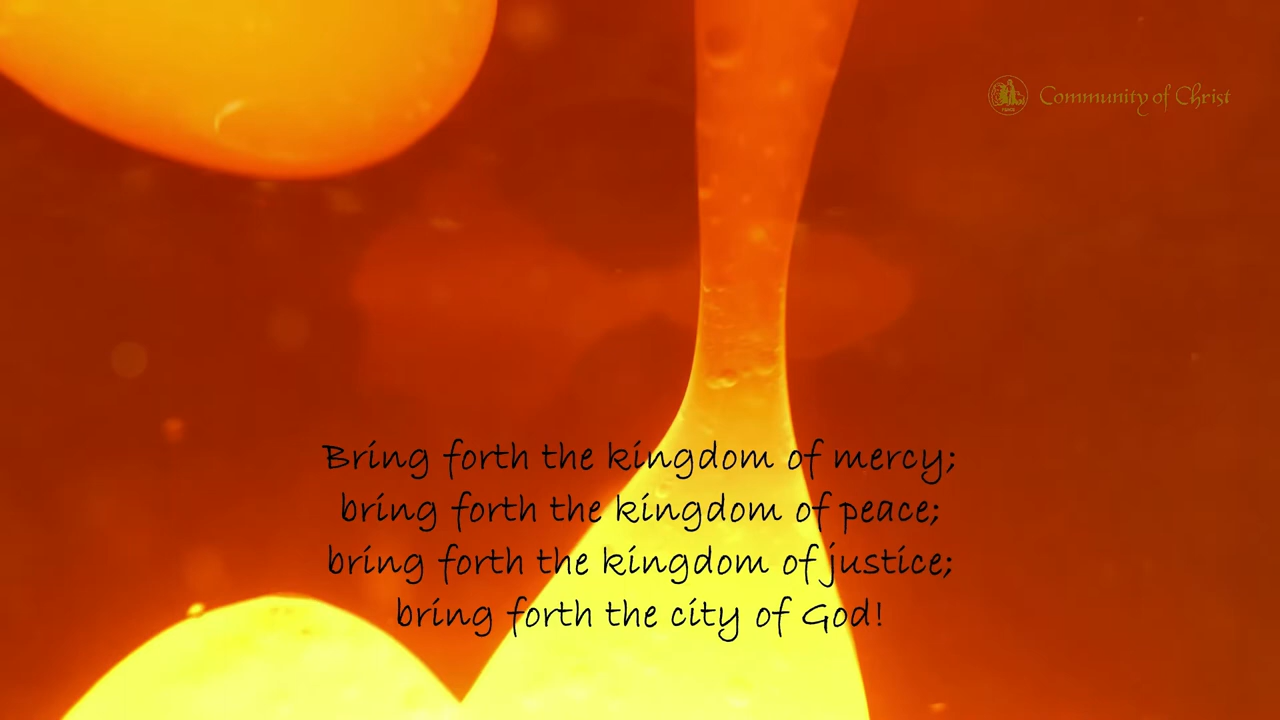 Community of Christ
Bring forth the kingdom of mercy;
bring forth the kingdom of peace;
bring forth the kingdom of justice;
bring forth the city of God!